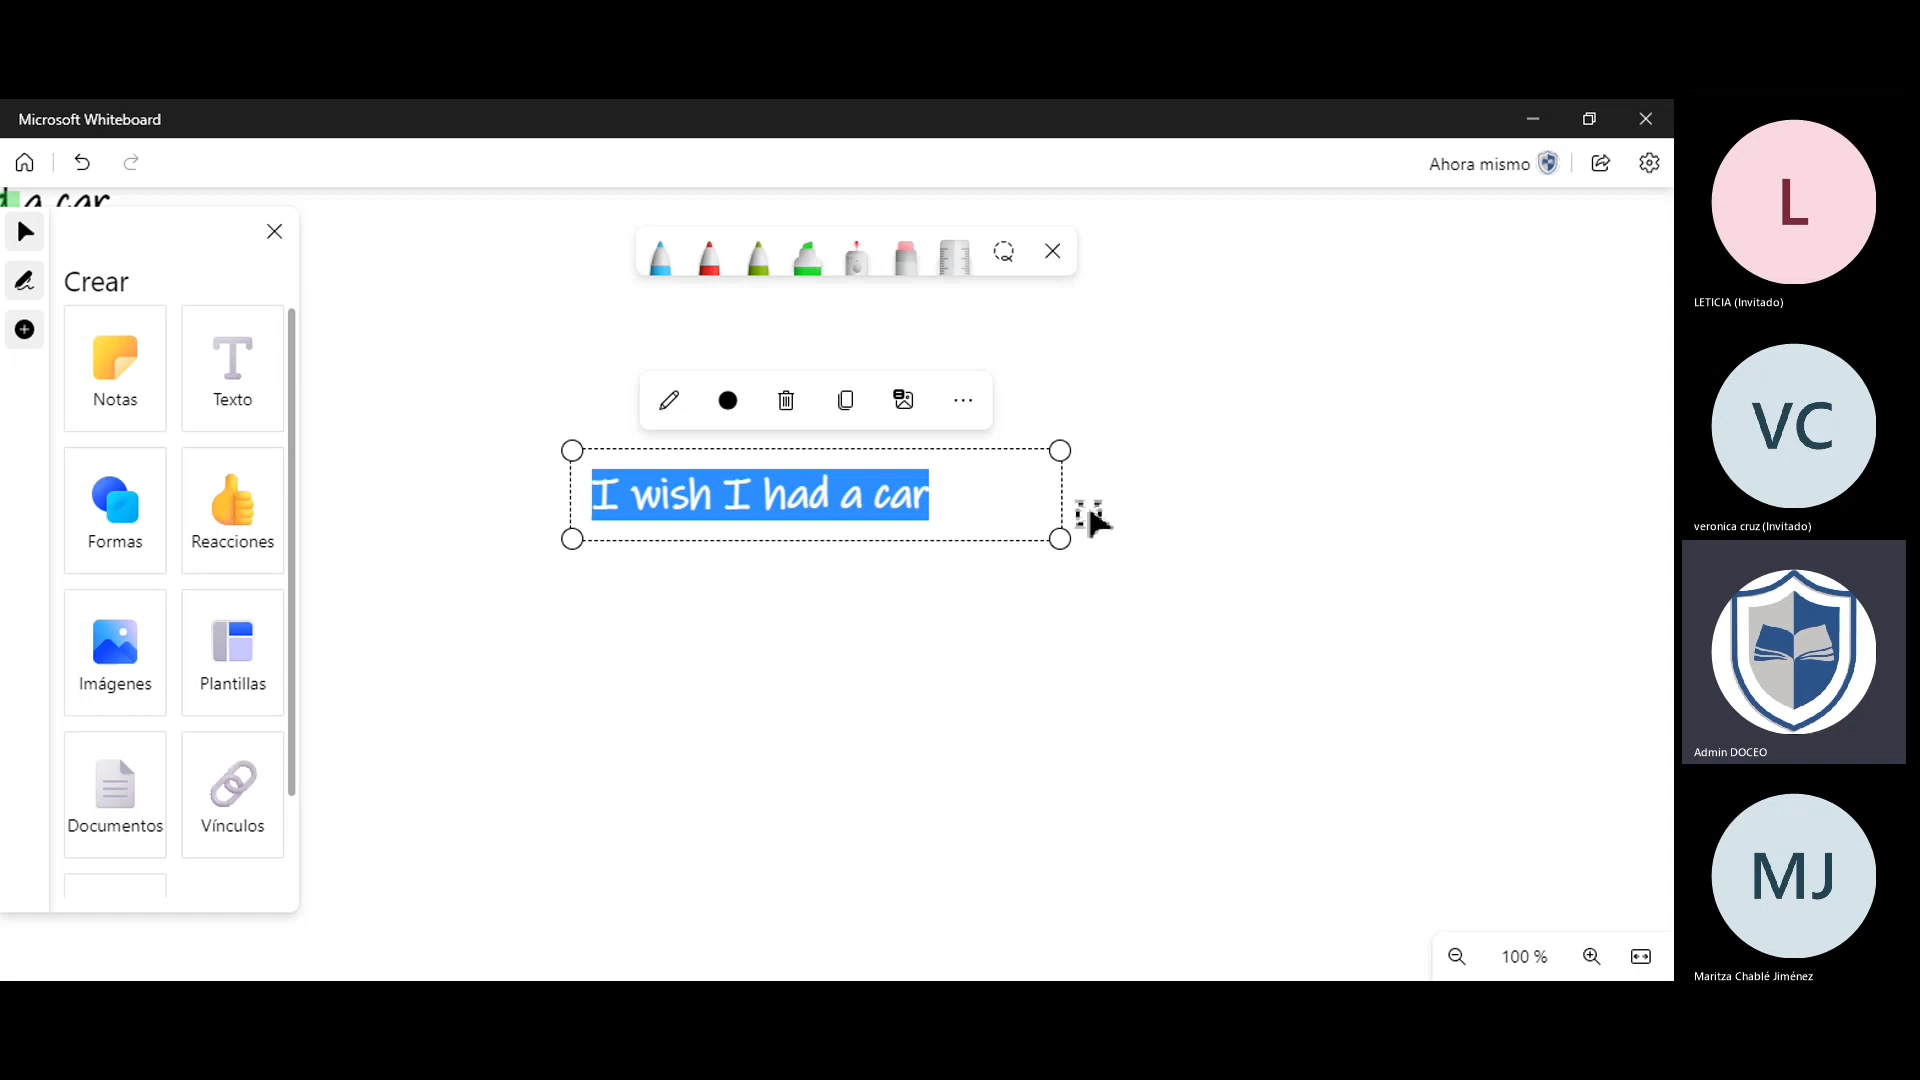 Microsoft Whiteboard
Ahora mismo
d a car
Crear
Notas
Texto
Formas
Reacciones
Imágenes
Plantillas
Documentos
Vínculos
I wish I had a car
100 %
L
LETICIA (Invitado)
VC
veronica cruz (Invitado)
Admin DOCEO
MJ
Maritza Chablé Jiménez